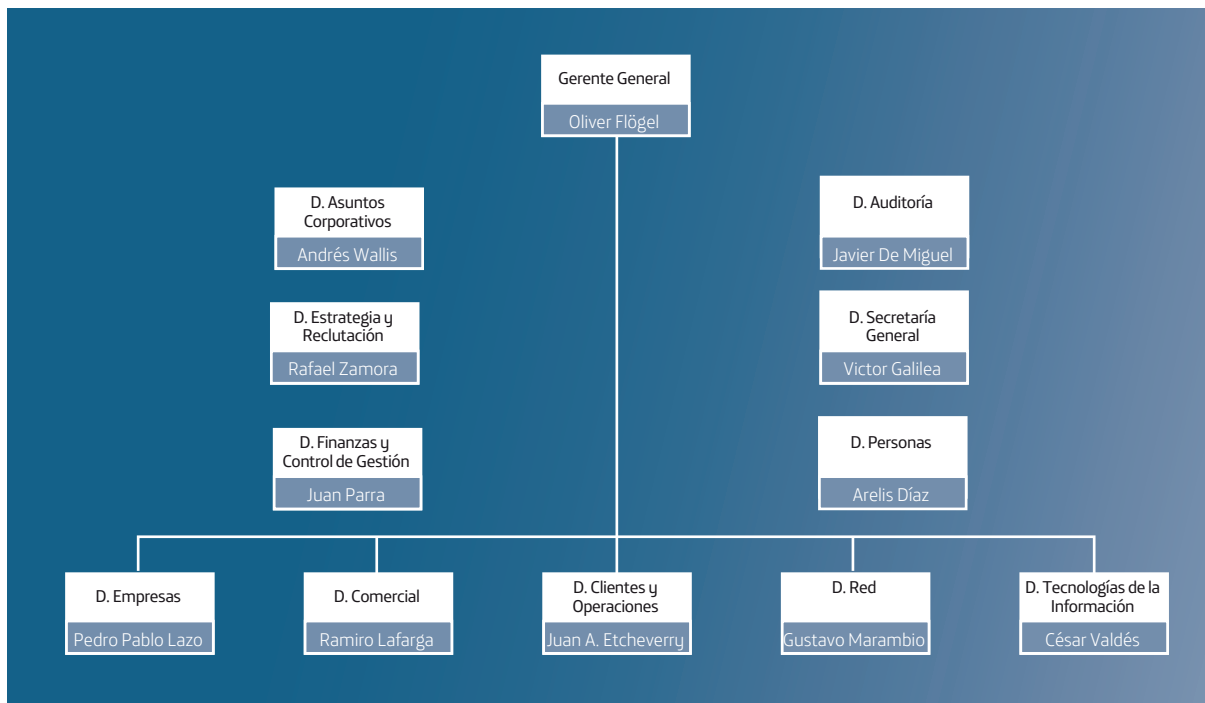 Gerente General
Oliver Flögel
D. Asuntos
Corporativos
Andrés Wallis
D. Auditoría
Javier De Miguel
D. Estrategia y
Reclutación
Rafael Zamora
D. Secretaría
General
Victor Galilea
D. Finanzas y
Control de Gestión
Juan Parra
D. Personas
Arelis Díaz
D. Empresas
Pedro Pablo Lazo
D. Comercial
Ramiro Lafarga
D. Clientes y
Operaciones
Juan A. Etcheverry
D. Red
Gustavo Marambio
D. Tecnologías de la
Información
César Valdés